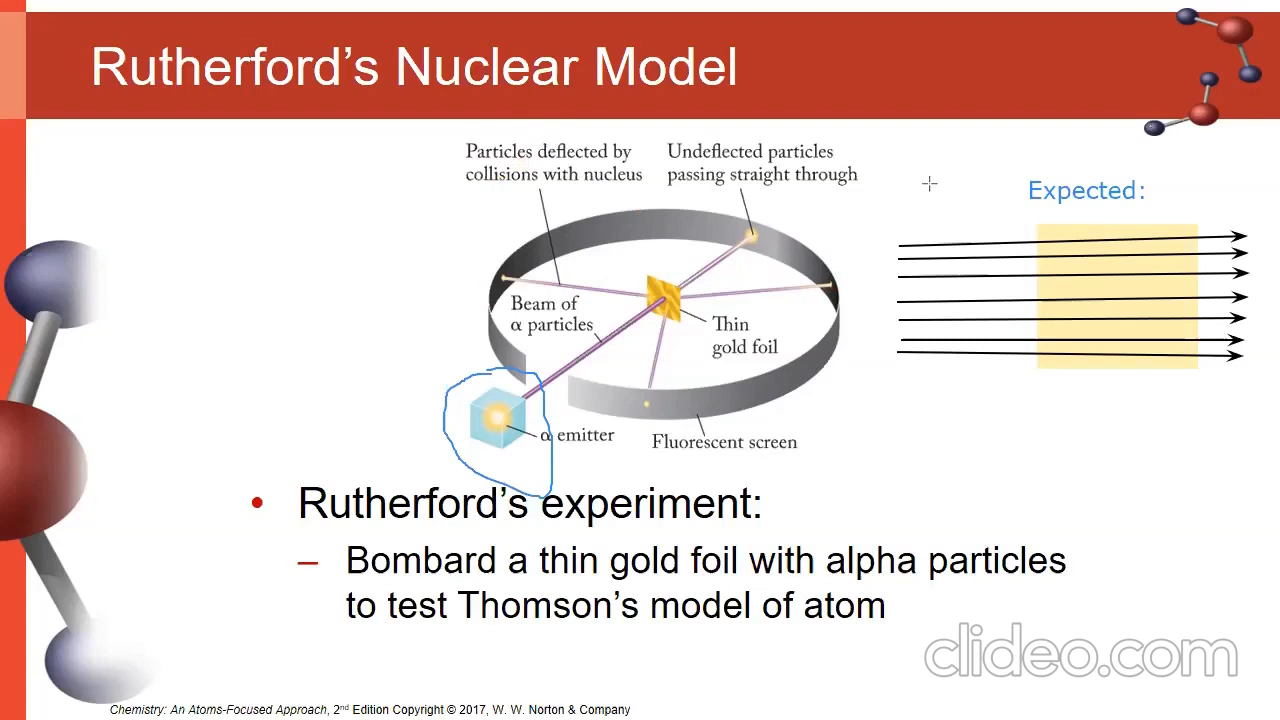 Rutherford's Nuclear Model
Particles deflected by
collisions with nucleus
Undeflected particles
passing straight through
Expected:
Beam of
α particles
Thin
gold foil
α emitter
Fluorescent screen
• Rutherford's experiment:
– Bombard a thin gold foil with alpha particles
to test Thomson's model of atom
clideo.com
Chemistry: An Atoms-Focused Approach, 2nd Edition Copyright © 2017, W. W. Norton & Company